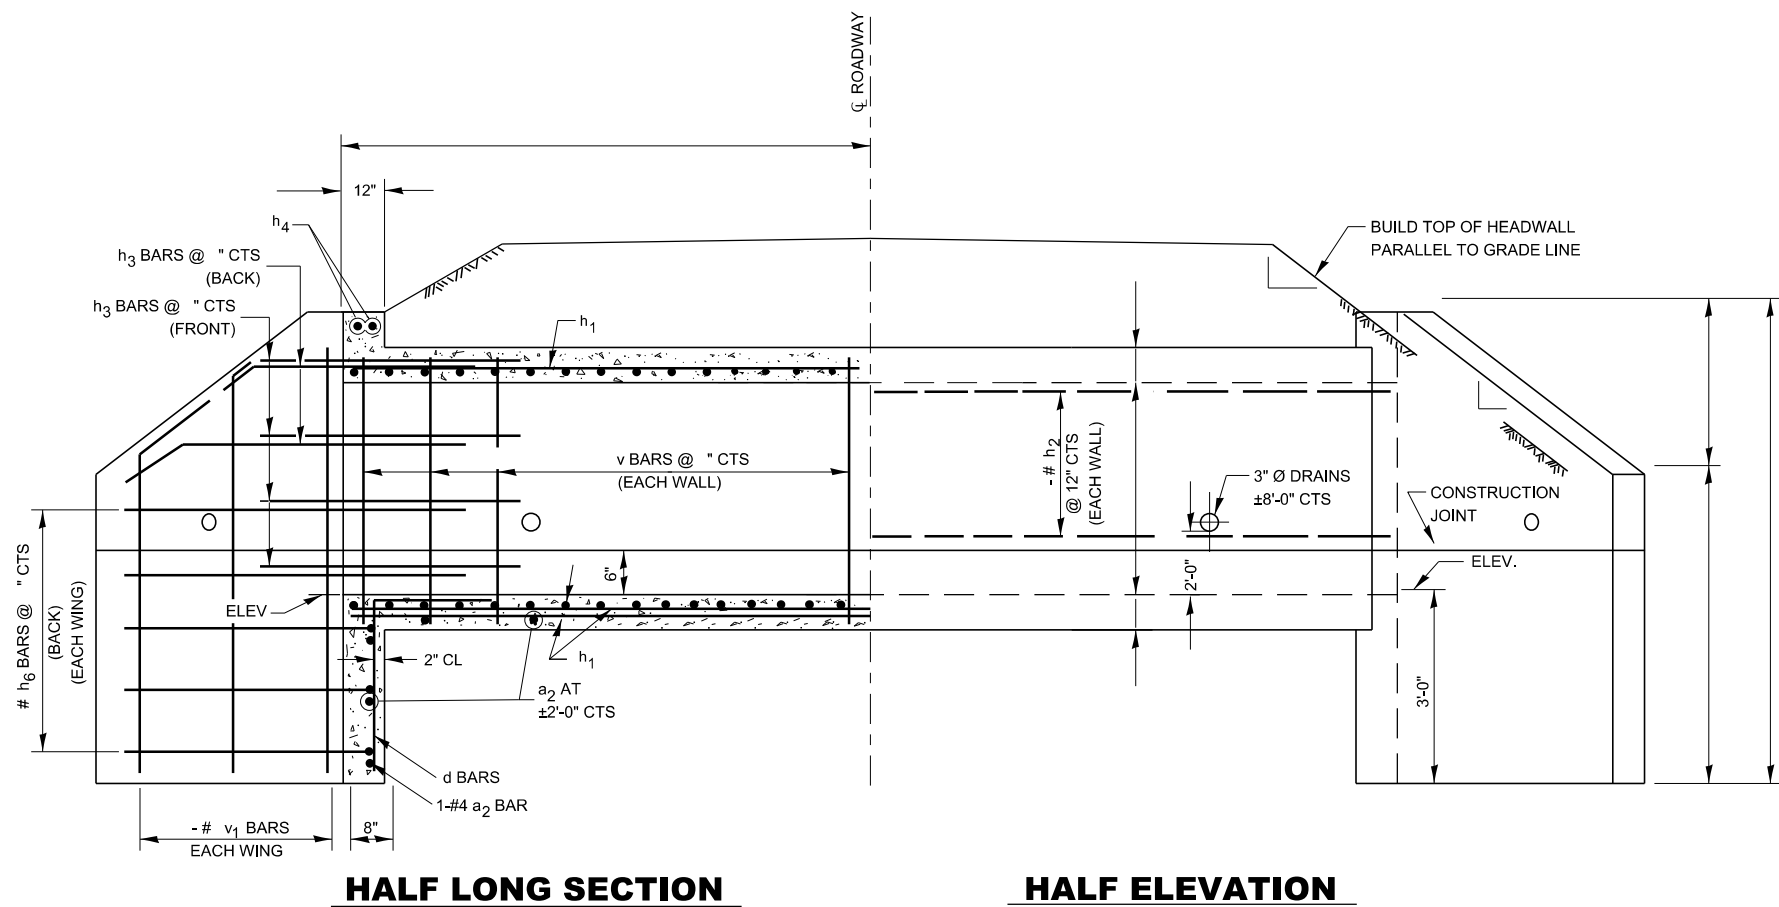 ℄ ROADWAY
12"
h4
h3 BARS @ " CTS
(BACK)
h3 BARS @ " CTS
(FRONT)
h1
BUILD TOP OF HEADWALL
PARALLEL TO GRADE LINE
v BARS @ " CTS
(EACH WALL)
- # h2
@ 12" CTS
(EACH WALL)
3" Ø DRAINS
±8'-0" CTS
CONSTRUCTION
JOINT
ELEV.
6"
2'-0"
ELEV
# h6 BARS @ " CTS
(BACK)
(EACH WING)
2" CL
h1
a2 AT
±2'-0" CTS
3'-0"
d BARS
1-#4 a2 BAR
- # v1 BARS
EACH WING
8"
HALF LONG SECTION
HALF ELEVATION